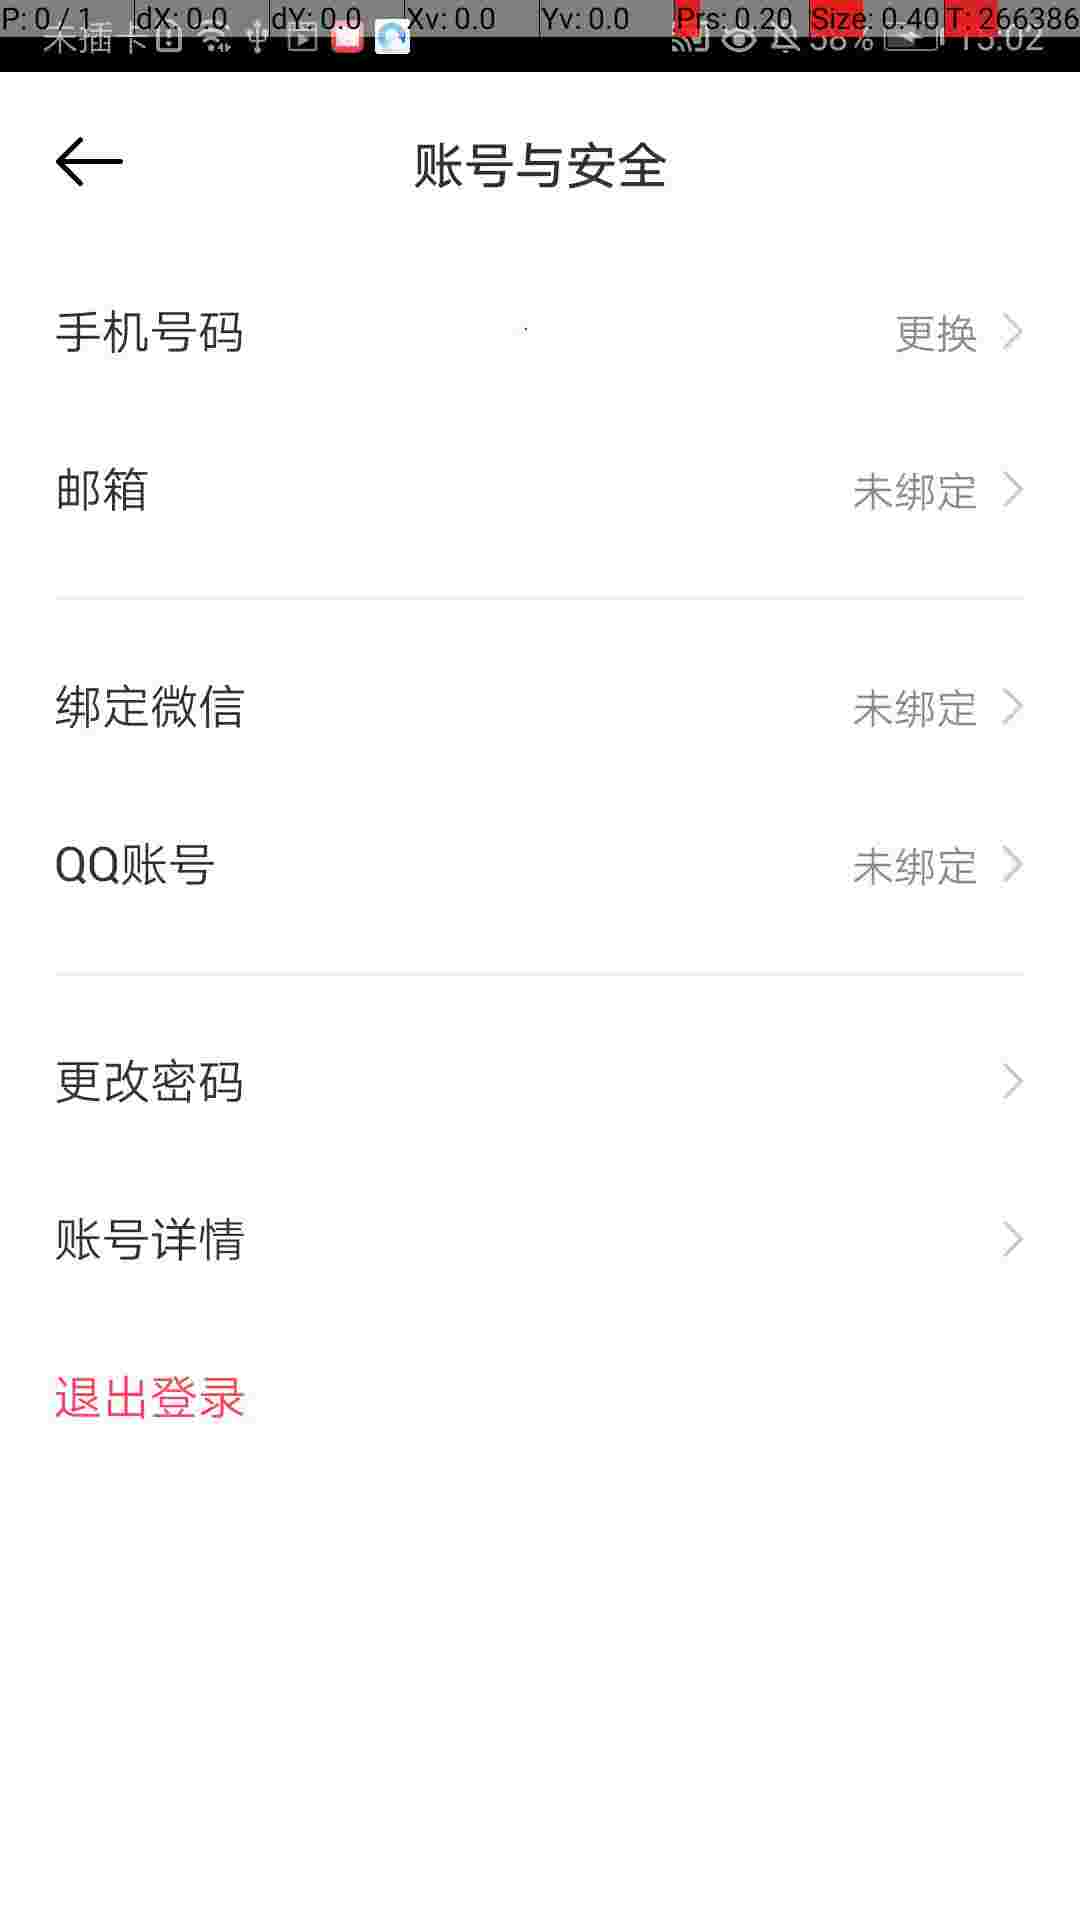 P: 0 / 1 dX: 0.0 dY: 0.0 Xv: 0.0 Yv: 0.0 Prs: 0.20 Size: 0.40 T: 266386
未插卡 58% 15:02
账号与安全
手机号码 更换
邮箱 未绑定
绑定微信 未绑定
QQ账号 未绑定
更改密码
账号详情
退出登录